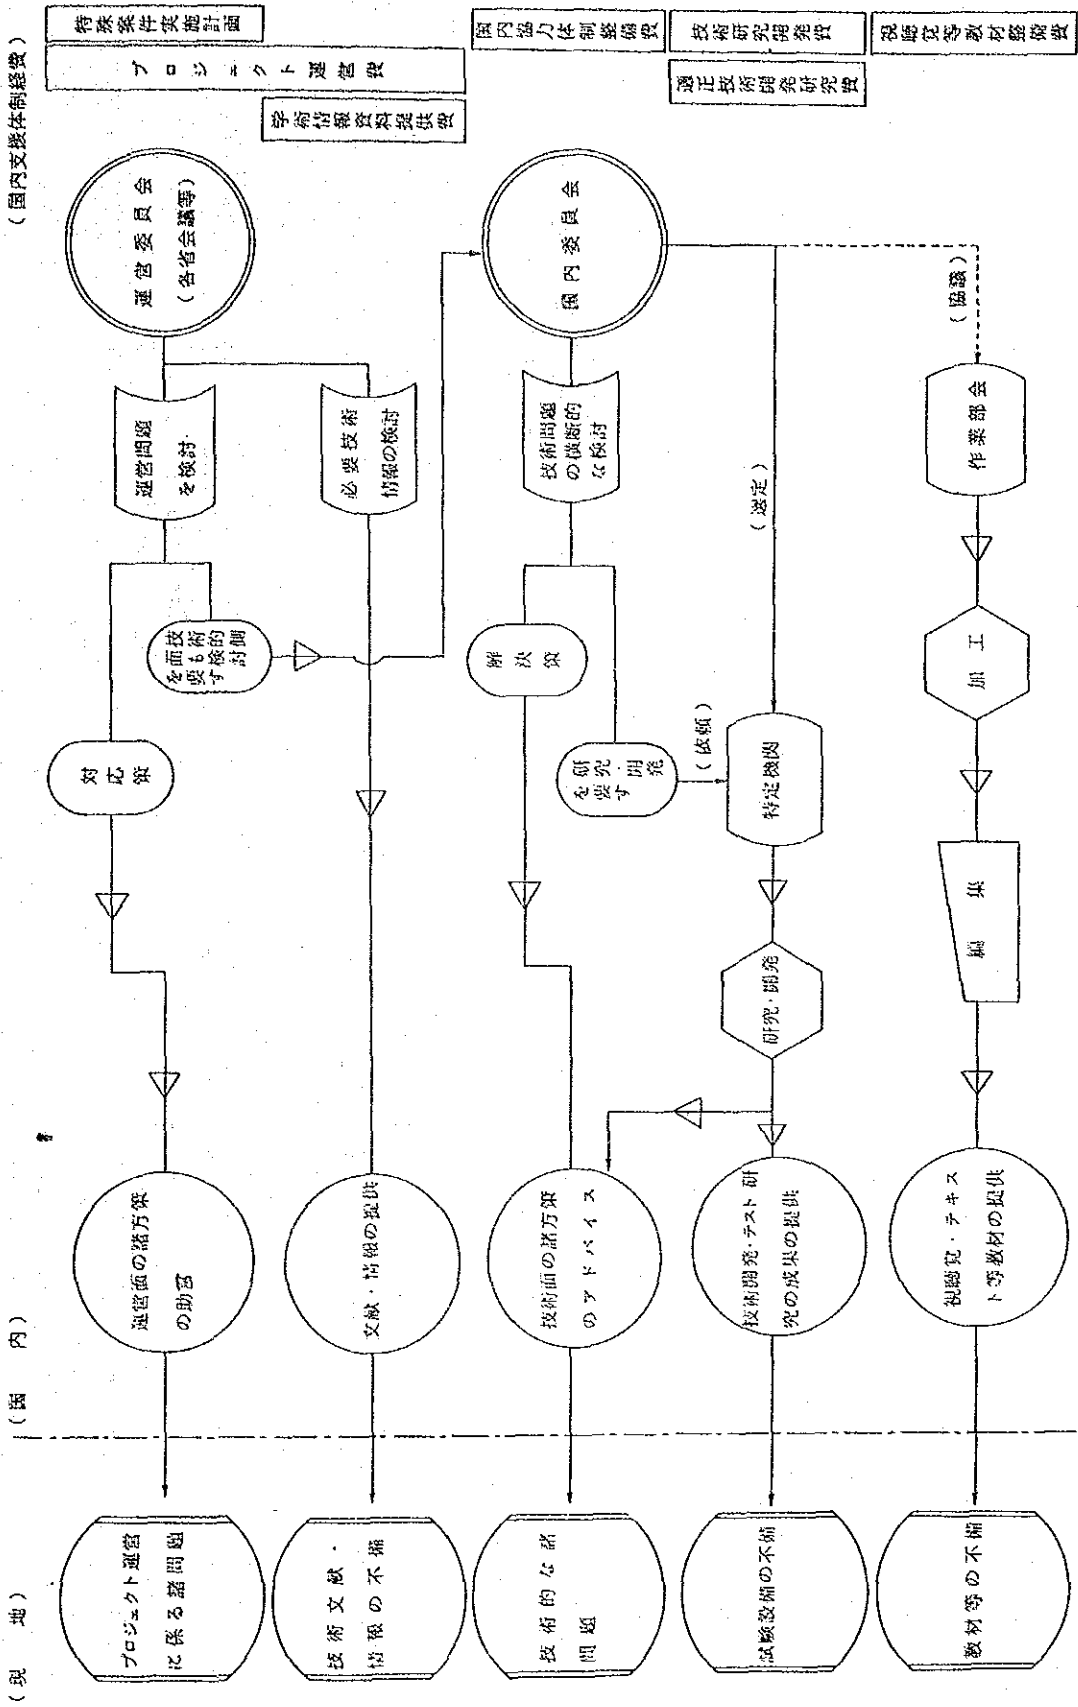 （国内支援体制経費）
特殊案件実施計画
プロジェクト運営費
学術情報資料提供費
国内協力体制整備費
技術研究開発費
適正技術開発研究費
視聴覚等教材整備費
運営委員会
（各省会議等）
国内委員会
運営問題
を検討
必要技術
情報の検討
技術問題
の横断的
な検討
（選定）
（協議）
作業部会
技術的側
面も検討
を要す
対応策
解決策
研究・開発
を要す
（依頼）
特定機関
加工
編集
研究・開発
運営面の諸方策
の助言
文献・情報の提供
技術面の諸方策
のアドバイス
技術開発・テスト研
究の成果の提供
視聴覚・テキス
ト等教材の提供
（国内）
（現地）
プロジェクト運営
に係る諸問題
技術文献・
情報の不備
技術的な諸
問題
試験設備の不備
教材等の不備